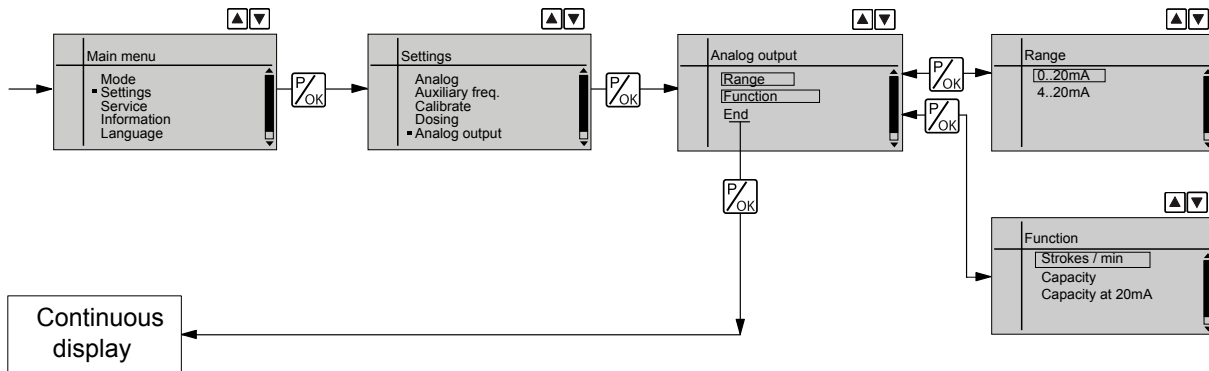 Main menu
Mode
Settings
Service
Information
Language
P/OK
Settings
Analog
Auxiliary freq.
Calibrate
Dosing
Analog output
P/OK
Analog output
Range
Function
End
P/OK
P/OK
Range
0..20mA
4..20mA
P/OK
Function
Strokes / min
Capacity
Capacity at 20mA
Continuous
display